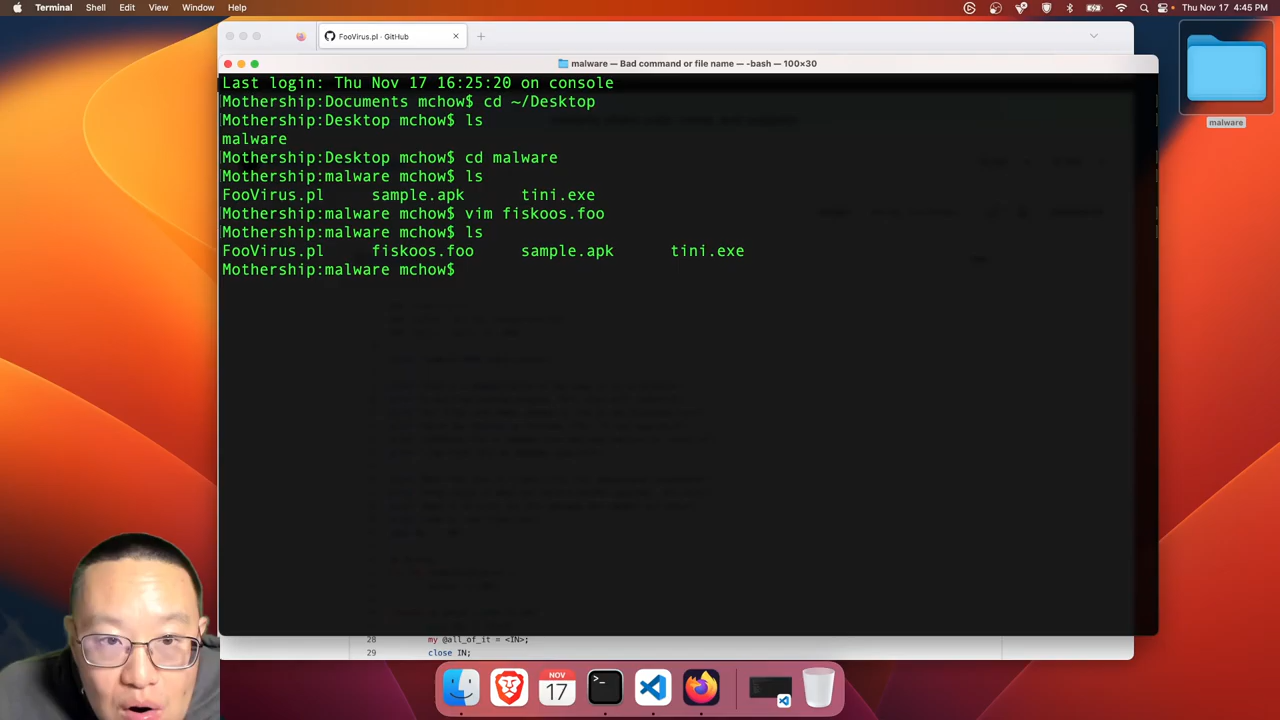 Terminal Shell Edit View Window Help
Thu Nov 17 4:45 PM
FooVirus.pl · GitHub
malware — Bad command or file name — -bash — 100×30
Last login: Thu Nov 17 16:25:20 on console
Mothership:Documents mchow$ cd ~/Desktop
Mothership:Desktop mchow$ ls
malware
Mothership:Desktop mchow$ cd malware
Mothership:malware mchow$ ls
FooVirus.pl sample.apk tini.exe
Mothership:malware mchow$ vim fiskoos.foo
Mothership:malware mchow$ ls
FooVirus.pl fiskoos.foo sample.apk tini.exe
Mothership:malware mchow$
malware
28 my @all_of_it = <IN>;
29 close IN;
NOV
17